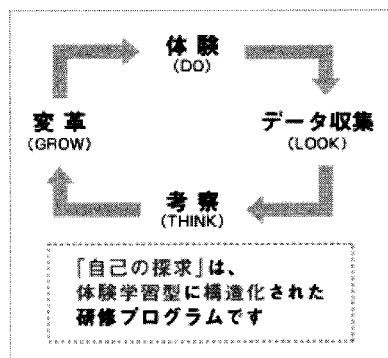 体験
(DO)
変革
(GROW)
データ収集
(LOOK)
考察
(THINK)
「自己の探求」は、
体験学習型に構造化された
研修プログラムです